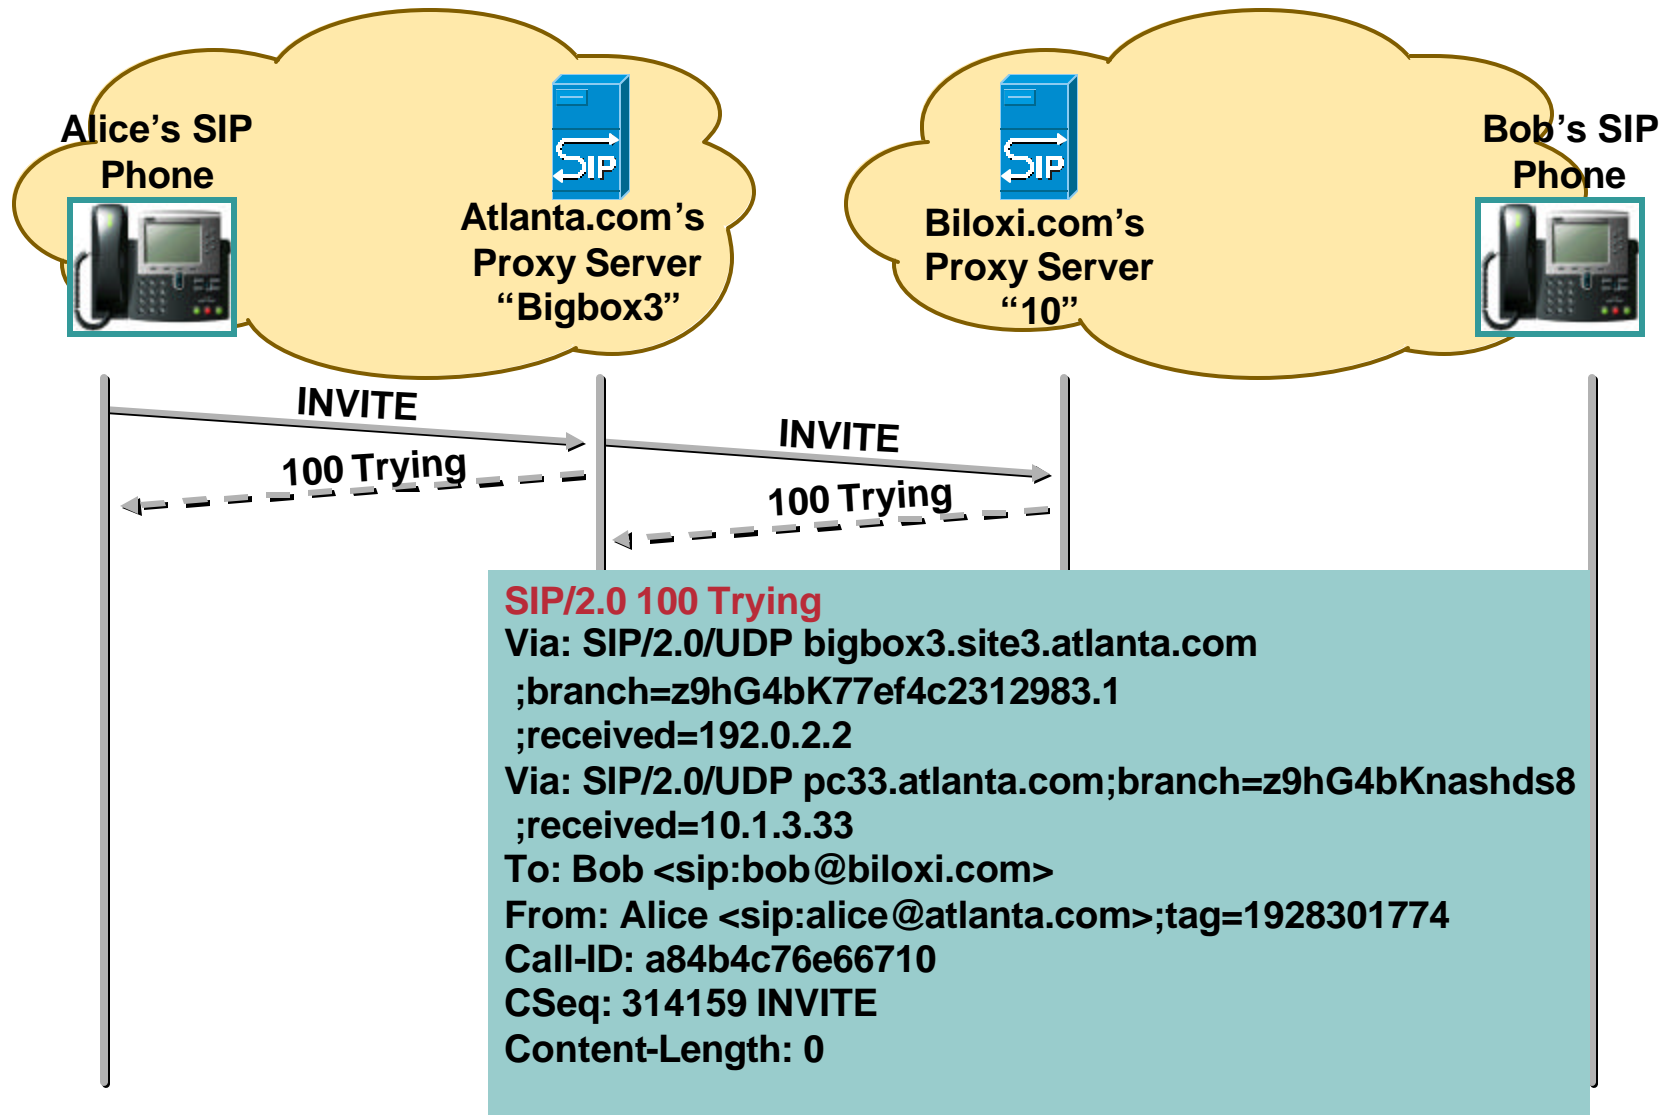 Alice’s SIP
Phone
SIP
Atlanta.com’s
Proxy Server
“Bigbox3”
SIP
Biloxi.com’s
Proxy Server
“10”
Bob’s SIP
Phone
INVITE
100 Trying
INVITE
100 Trying
SIP/2.0 100 Trying
Via: SIP/2.0/UDP bigbox3.site3.atlanta.com
;branch=z9hG4bK77ef4c2312983.1
;received=192.0.2.2
Via: SIP/2.0/UDP pc33.atlanta.com;branch=z9hG4bKnashds8
;received=10.1.3.33
To: Bob <sip:bob@biloxi.com>
From: Alice <sip:alice@atlanta.com>;tag=1928301774
Call-ID: a84b4c76e66710
CSeq: 314159 INVITE
Content-Length: 0